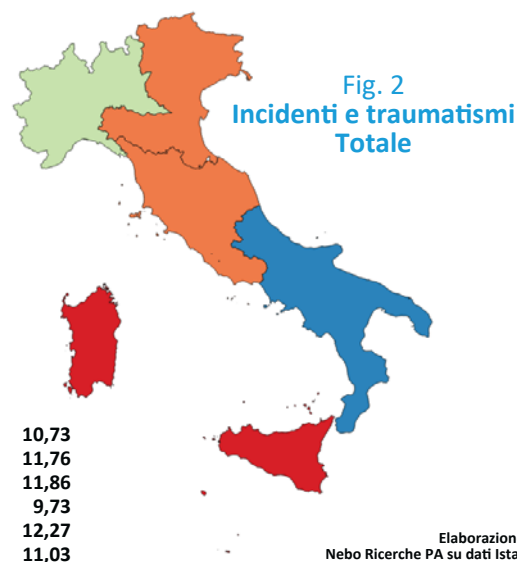 Fig. 2
Incidenti e traumatismi
Totale
10,73
11,76
11,86
9,73
12,27
11,03
Elaborazion
Nebo Ricerche PA su dati Ista